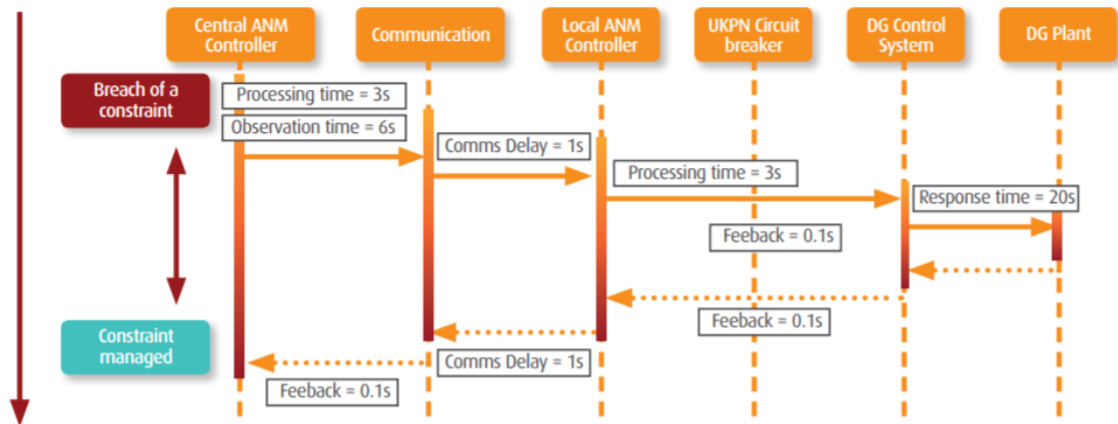 Central ANM
Controller
Communication
Local ANM
Controller
UKPN Circuit
breaker
DG Control
System
DG Plant
Breach of a
constraint
Processing time = 3s
Observation time = 6s
Comms Delay = 1s
Processing time = 3s
Response time = 20s
Feeback = 0.1s
Feeback = 0.1s
Constraint
managed
Comms Delay = 1s
Feeback = 0.1s